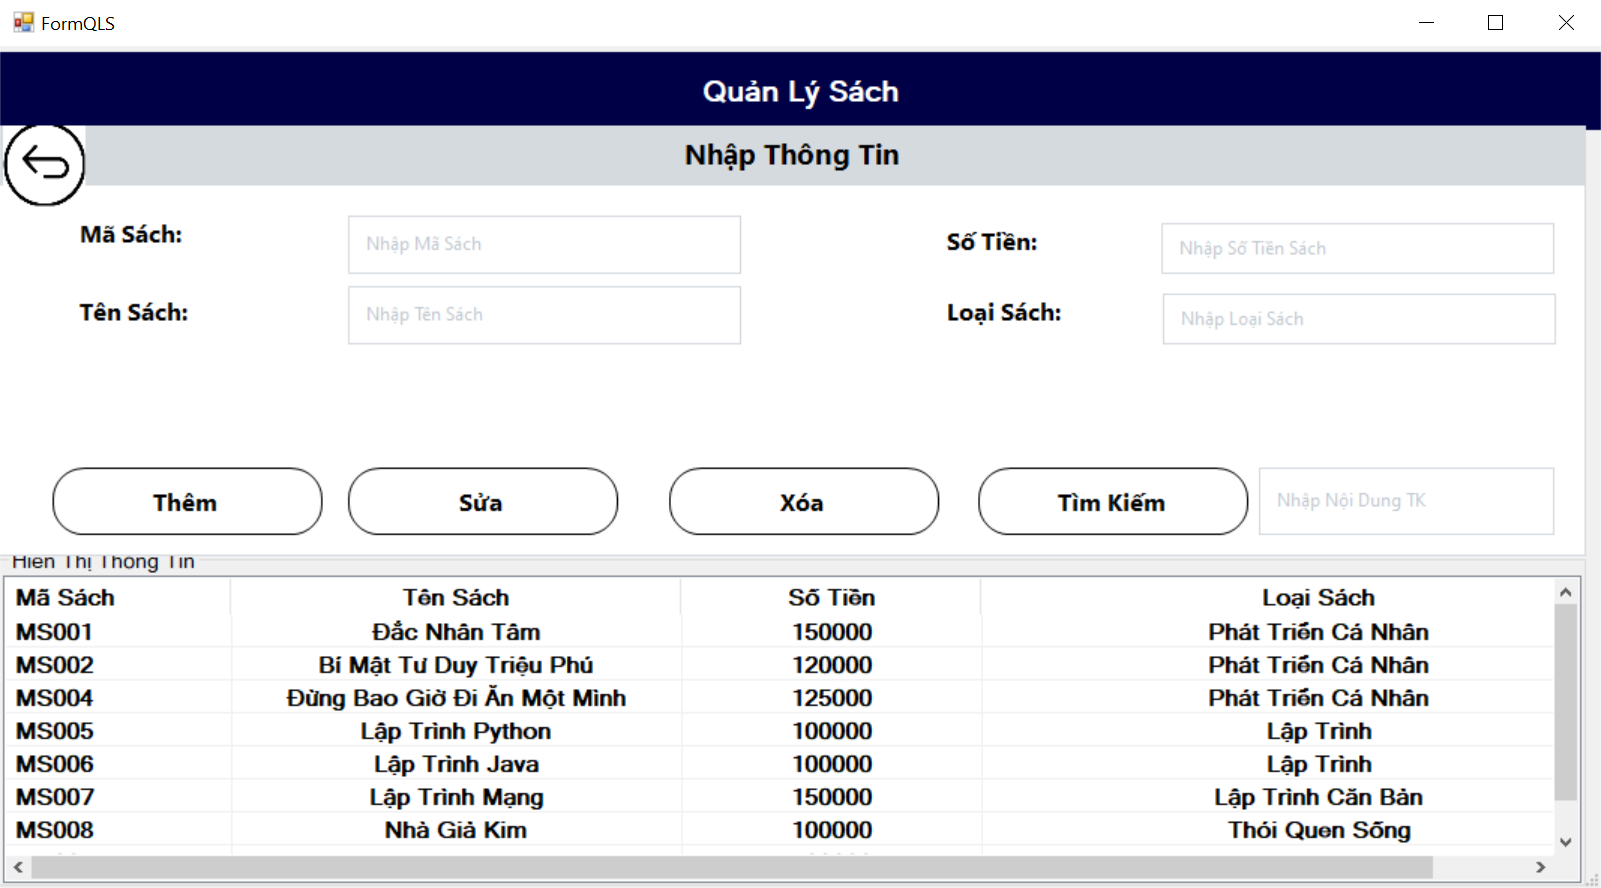 FormQLS
Quản Lý Sách
Nhập Thông Tin
Mã Sách: Nhập Mã Sách Số Tiền: Nhập Số Tiền Sách
Tên Sách: Nhập Tên Sách Loại Sách: Nhập Loại Sách
Thêm Sửa Xóa Tìm Kiếm Nhập Nội Dung TK
Hiển Thị Thông Tin
Mã Sách Tên Sách Số Tiền Loại Sách
MS001 Đắc Nhân Tâm 150000 Phát Triển Cá Nhân
MS002 Bí Mật Tư Duy Triệu Phú 120000 Phát Triển Cá Nhân
MS004 Đừng Bao Giờ Đi Ăn Một Mình 125000 Phát Triển Cá Nhân
MS005 Lập Trình Python 100000 Lập Trình
MS006 Lập Trình Java 100000 Lập Trình
MS007 Lập Trình Mạng 150000 Lập Trình Căn Bản
MS008 Nhà Giả Kim 100000 Thói Quen Sống